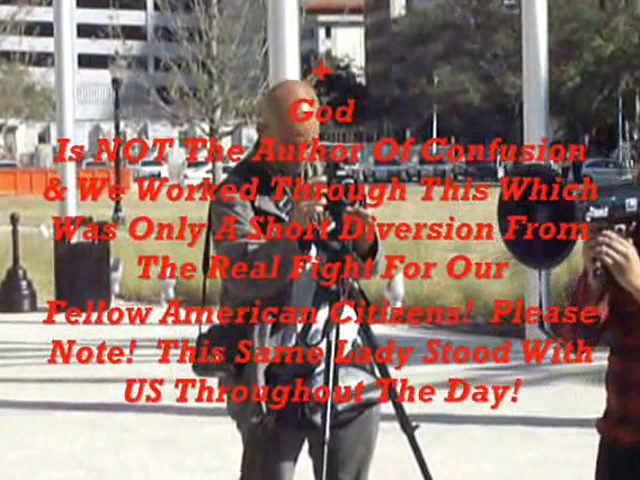 +
God
Is NOT The Author Of Confusion
& We Worked Through This Which
Was Only A Short Diversion From
The Real Fight For Our
Fellow American Citizens!  Please
Note!  This Same Lady Stood With
US Throughout The Day!